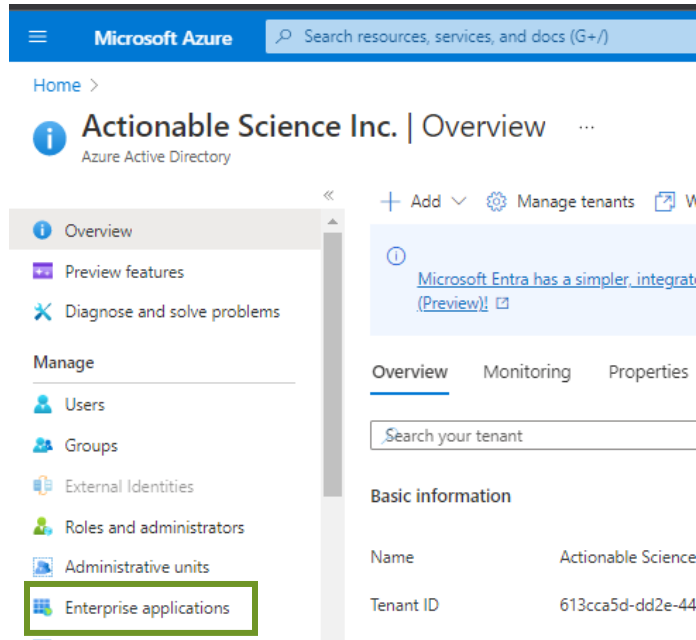 Microsoft Azure
Search resources, services, and docs (G+/)
Home >
Actionable Science Inc. | Overview ...
Azure Active Directory
«
Overview
Preview features
Diagnose and solve problems
Manage
Users
Groups
External Identities
Roles and administrators
Administrative units
Enterprise applications
+ Add
Manage tenants
W
Microsoft Entra has a simpler, integrate
(Preview)!
Overview
Monitoring
Properties
Search your tenant
Basic information
Name
Actionable Science
Tenant ID
613cca5d-dd2e-44